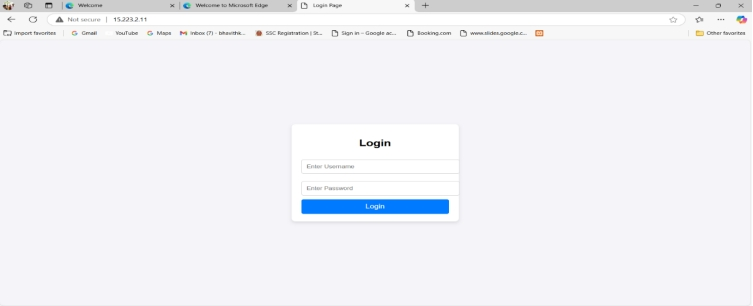 Welcome
Welcome to Microsoft Edge
Login Page
Not secure
15.223.2.11
Import favorites
Gmail
YouTube
Maps
Inbox (7) - bhavithk...
SSC Registration | St...
Sign in – Google ac...
Booking.com
www.slides.google.c...
Other favorites
Login
Enter Username
Enter Password
Login